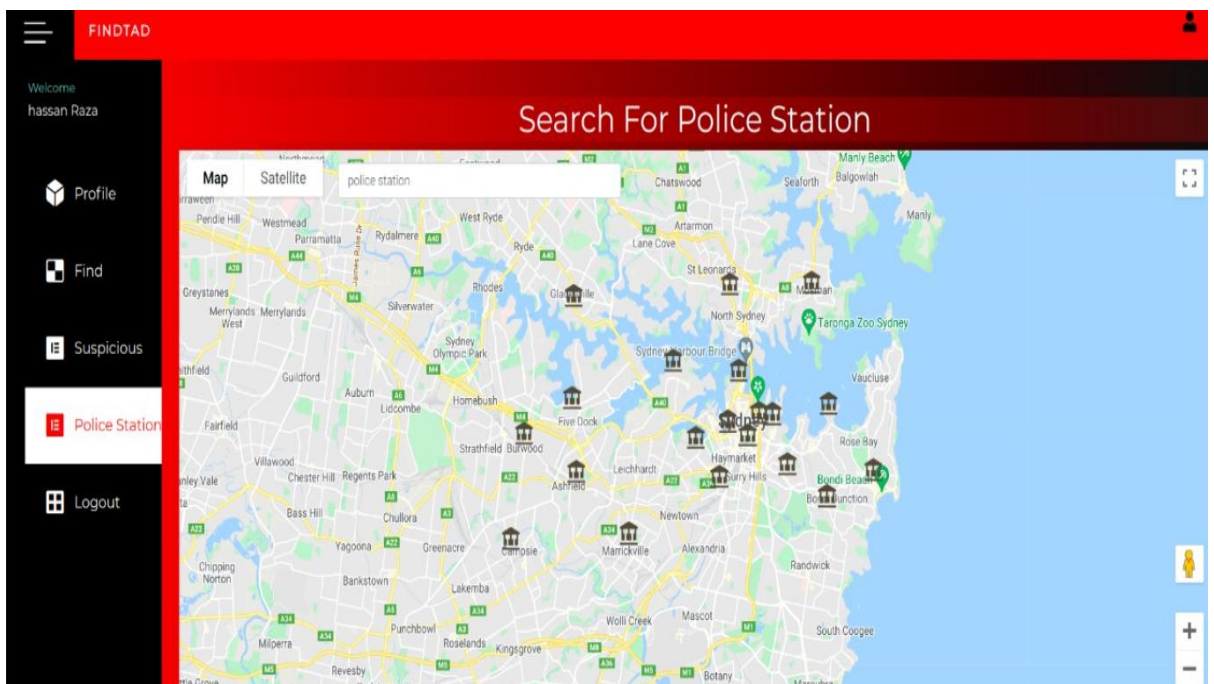 FINDTAD
Welcome
hassan Raza
Profile
Find
Suspicious
Police Station
Logout
Search For Police Station
Map Satellite
police station
Manly Beach
Chatswood
Seaforth Balgowlah
Pendle Hill Westmead
West Ryde
Artarmon
Manly
Parramatta Rydalmere
Ryde
Lane Cove
James Ruse Dr
St Leonards
Greystanes
Rhodes
Merrylands West
Merrylands
Silverwater
North Sydney
Taronga Zoo Sydney
Sydney Olympic Park
Sydney Harbour Bridge
Guildford
Vaucluse
Auburn
Homebush
Lidcombe
Five Dock
Sydney
Fairfield
Strathfield Burwood
Rose Bay
Villawood
Haymarket
Leichhardt
Chester Hill Regents Park
Ashfield
Surry Hills
Bondi Beach
Bondi Junction
Bass Hill
Chullora
Newtown
Yagoona
Greenacre
Campsie
Marrickville
Alexandria
Chipping Norton
Randwick
Bankstown
Lakemba
Wolli Creek
Mascot
Punchbowl
South Coogee
Milperra
Roselands Kingsgrove
Revesby
Botany